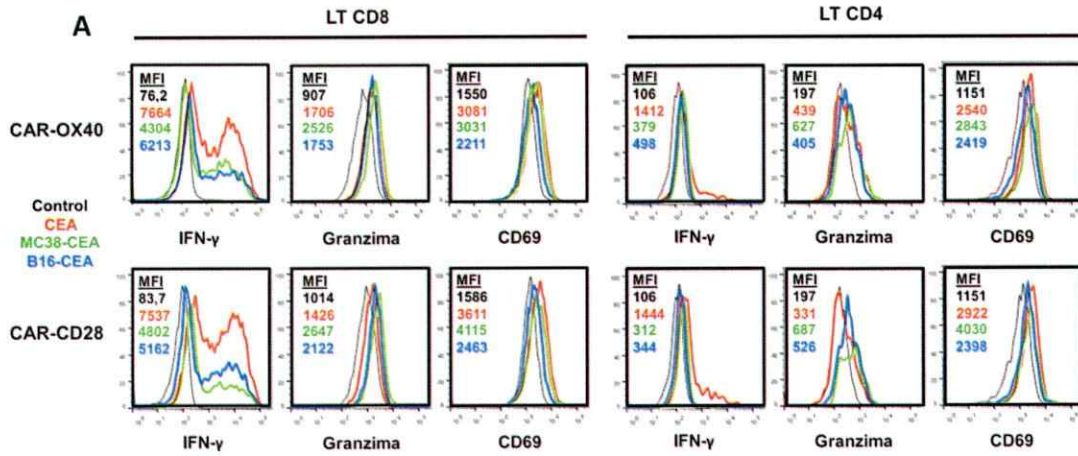 A
LT CD8
LT CD4
CAR-OX40
MFI
76,2
7664
4304
6213
IFN-γ
MFI
907
1706
2526
1753
Granzima
MFI
1550
3081
3031
2211
CD69
MFI
106
1412
379
498
IFN-γ
MFI
197
439
627
405
Granzima
MFI
1151
2540
2843
2419
CD69
Control
CEA
MC38-CEA
B16-CEA
CAR-CD28
MFI
83,7
7537
4802
5162
IFN-γ
MFI
1014
1426
2647
2122
Granzima
MFI
1586
3611
4115
2463
CD69
MFI
106
1444
312
344
IFN-γ
MFI
197
331
687
526
Granzima
MFI
1151
2922
4030
2398
CD69